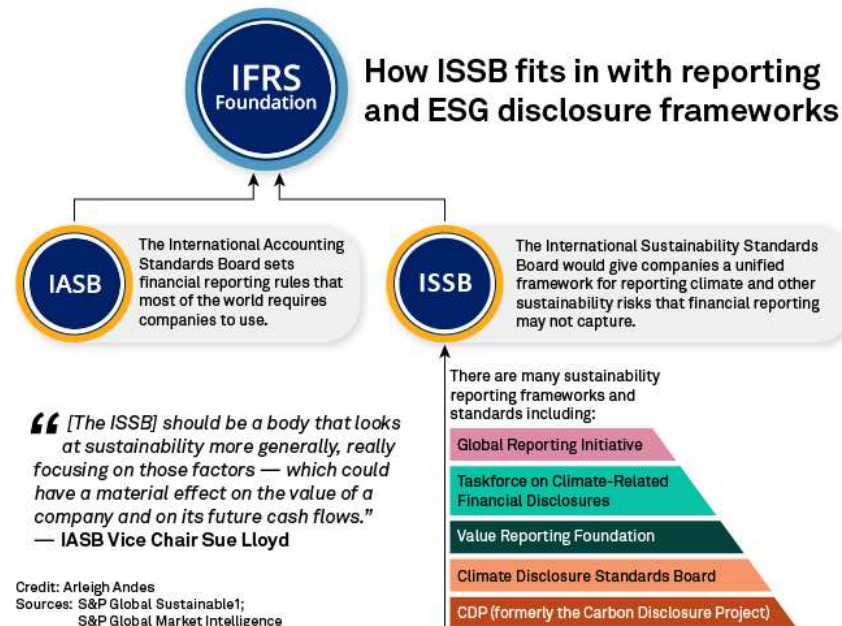 IFRS
Foundation
How ISSB fits in with reporting
and ESG disclosure frameworks
IASB
The International Accounting
Standards Board sets
financial reporting rules that
most of the world requires
companies to use.
ISSB
The International Sustainability Standards
Board would give companies a unified
framework for reporting climate and other
sustainability risks that financial reporting
may not capture.
“ [The ISSB] should be a body that looks
at sustainability more generally, really
focusing on those factors — which could
have a material effect on the value of a
company and on its future cash flows.”
— IASB Vice Chair Sue Lloyd
There are many sustainability
reporting frameworks and
standards including:
Global Reporting Initiative
Taskforce on Climate-Related
Financial Disclosures
Value Reporting Foundation
Climate Disclosure Standards Board
CDP (formerly the Carbon Disclosure Project)
Credit: Arleigh Andes
Sources: S&P Global Sustainable1;
S&P Global Market Intelligence